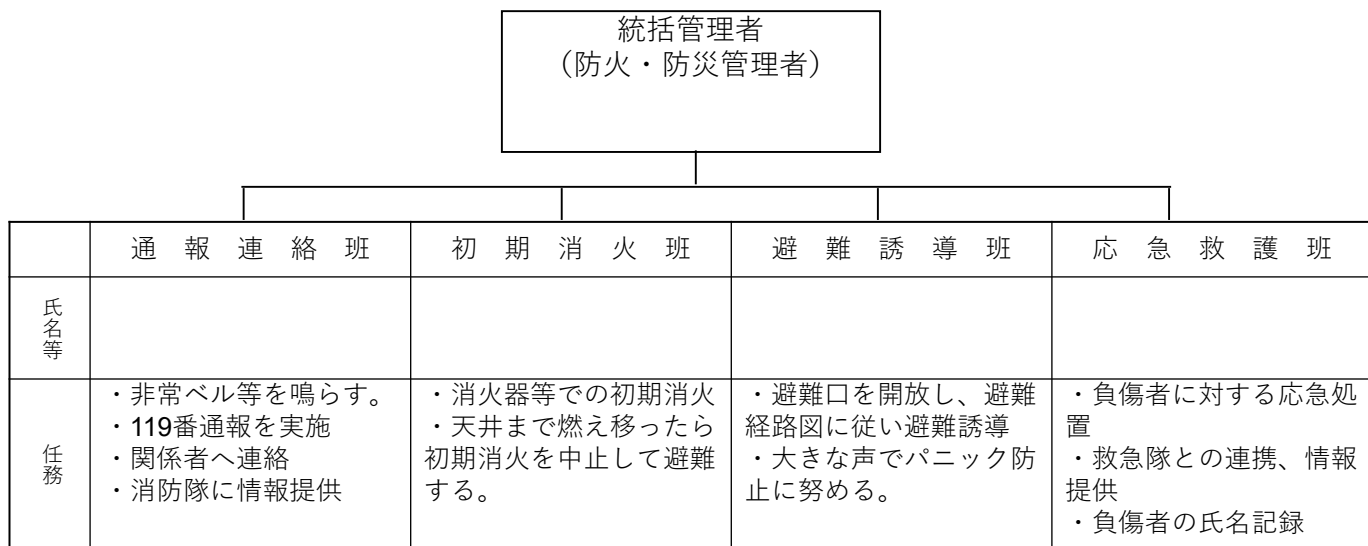 統括管理者
（防火・防災管理者）
通報連絡班
初期消火班
避難誘導班
応急救護班
氏名等
任務
・非常ベル等を鳴らす。
・119番通報を実施
・関係者へ連絡
・消防隊に情報提供
・消火器等での初期消火
・天井まで燃え移ったら
初期消火を中止して避難
する。
・避難口を開放し、避難
経路図に従い避難誘導
・大きな声でパニック防
止に努める。
・負傷者に対する応急処
置
・救急隊との連携、情報
提供
・負傷者の氏名記録